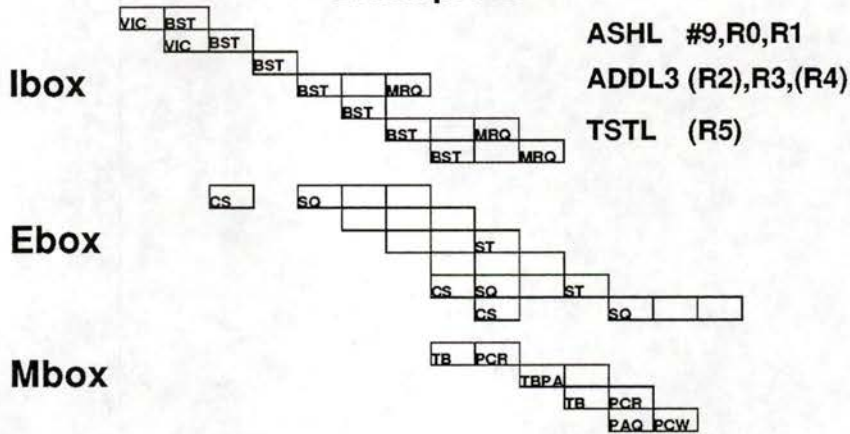 VIC BST
ASHL #9,R0,R1
VIC BST
BST
ADDL3 (R2),R3,(R4)
Ibox
BST MRQ
BST
TSTL (R5)
BST MRQ
BST MRQ
CS SQ
Ebox
ST
CS SQ ST
CS SQ
Mbox
TB PCR
TBPA
TB PCR
PAQ PCW